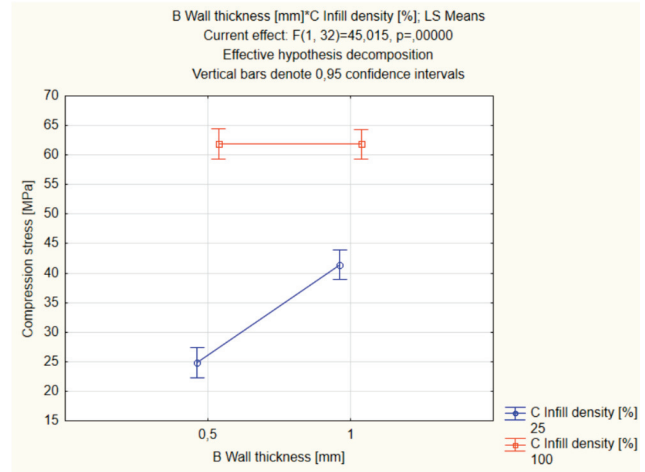 B Wall thickness [mm]*C Infill density [%]; LS Means
Current effect: F(1, 32)=45,015, p=,00000
Effective hypothesis decomposition
Vertical bars denote 0,95 confidence intervals
70
65
60
55
50
45
40
35
30
25
20
15
Compression stress [MPa]
0,5
1
B Wall thickness [mm]
C Infill density [%]
25
C Infill density [%]
100